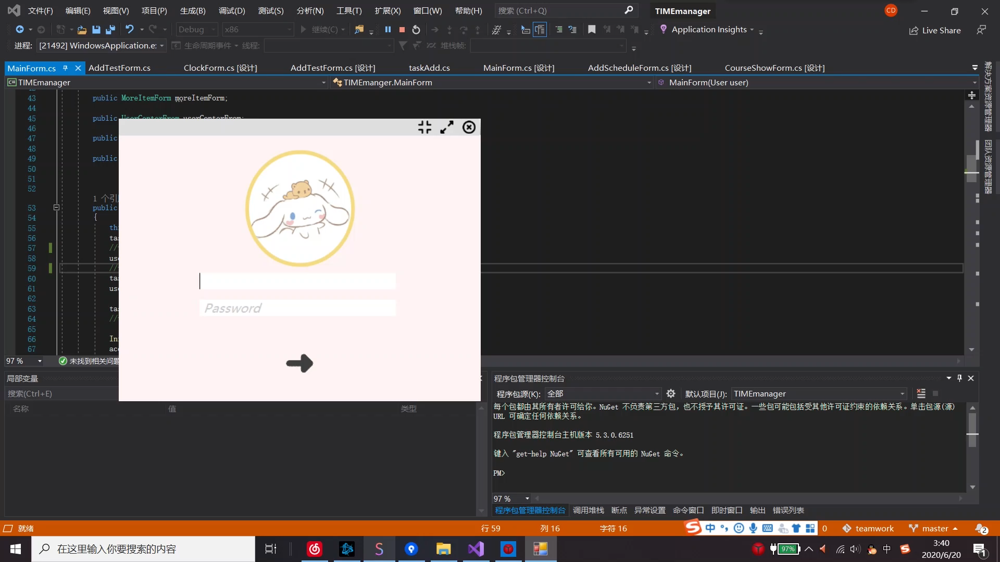 文件(F) 编辑(E) 视图(V) 项目(P) 生成(B) 调试(D) 测试(S) 分析(N) 工具(T) 扩展(X) 窗口(W) 帮助(H) 搜索 (Ctrl+Q) TIMEmanager CD
Debug x86 继续(C) Application Insights Live Share
进程: [21492] WindowsApplication.e: 生命周期事件 线程: 堆栈帧:
MainForm.cs AddTestForm.cs ClockForm.cs [设计] AddTestForm.cs [设计] taskAdd.cs MainForm.cs [设计] AddScheduleForm.cs [设计] CourseShowForm.cs [设计]
TIMEmanager TIMEmanger.MainForm MainForm(User user)
解决方案资源管理器
团队资源管理器
43 public MoreItemForm moreItemForm;
44
45 public UserCenterFrom userCenterFrom;
46
47 public
48
49 public
50
51
52
1 个引
53 public
54 {
55 thi
56 tas
57 //
58 use
59 //
60 tas
61 use
62
63 tas
64 //
65
66 Ini
67 acc
Password
97 % 未找到相关问题
局部变量
搜索(Ctrl+E)
名称 值 类型
程序包管理器控制台
程序包源(K): 全部 默认项目(J): TIMEmanager
每个包都由其所有者许可给你。NuGet 不负责第三方包，也不授予其许可证。一些包可能包括受其他许可证约束的依赖关系。单击包源(源)
URL 可确定任何依赖关系。
程序包管理器控制台主机版本 5.3.0.6251
键入 "get-help NuGet" 可查看所有可用的 NuGet 命令。
PM>
97 %
程序包管理器控制台 调用堆栈 断点 异常设置 命令窗口 即时窗口 输出 错误列表
就绪 行 59 列 16 字符 16 中 0 teamwork master 2
在这里输入你要搜索的内容 97% 中 3:40
2020/6/20 1